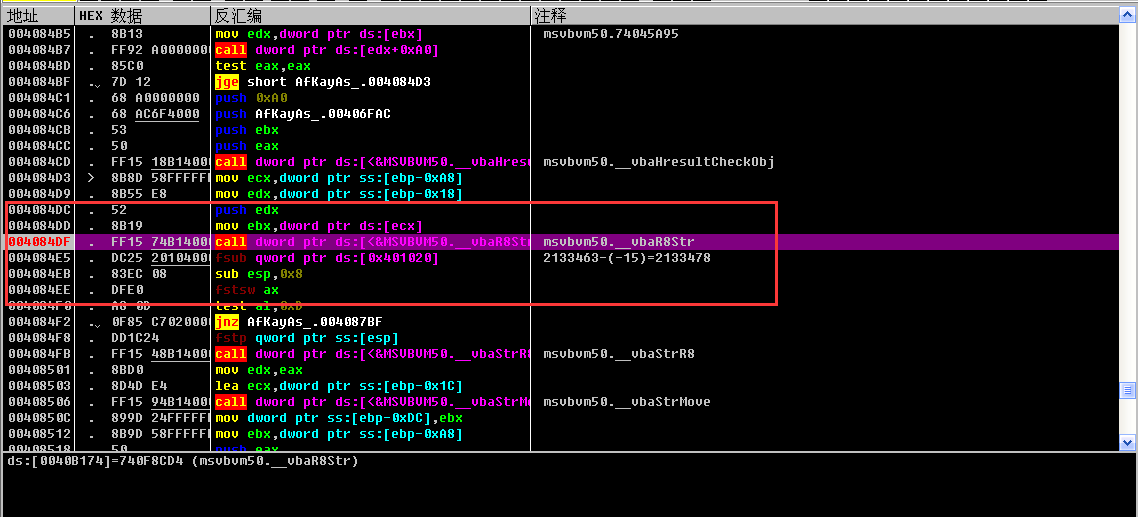 地址 HEX 数据 反汇编 注释
004084B5 . 8B13 mov edx,dword ptr ds:[ebx] msvbvm50.74045A95
004084B7 . FF92 A0000000 call dword ptr ds:[edx+0xA0]
004084BD . 85C0 test eax,eax
004084BF .ˇ 7D 12 jge short AfKayAs_.004084D3
004084C1 . 68 A0000000 push 0xA0
004084C6 . 68 AC6F4000 push AfKayAs_.00406FAC
004084CB . 53 push ebx
004084CC . 50 push eax
004084CD . FF15 18B14000 call dword ptr ds:[<&MSVBVM50.__vbaHresu msvbvm50.__vbaHresultCheckObj
004084D3 > 8B8D 58FFFFFF mov ecx,dword ptr ss:[ebp-0xA8]
004084D9 . 8B55 E8 mov edx,dword ptr ss:[ebp-0x18]
004084DC . 52 push edx
004084DD . 8B19 mov ebx,dword ptr ds:[ecx]
004084DF . FF15 74B14000 call dword ptr ds:[<&MSVBVM50.__vbaR8Str msvbvm50.__vbaR8Str
004084E5 . DC25 20104000 fsub qword ptr ds:[0x401020] 2133463-(-15)=2133478
004084EB . 83EC 08 sub esp,0x8
004084EE . DFE0 fstsw ax
004084F0 . A8 0D test al,0xD
004084F2 .ˇ 0F85 C7020000 jnz AfKayAs_.004087BF
004084F8 . DD1C24 fstp qword ptr ss:[esp]
004084FB . FF15 48B14000 call dword ptr ds:[<&MSVBVM50.__vbaStrR8 msvbvm50.__vbaStrR8
00408501 . 8BD0 mov edx,eax
00408503 . 8D4D E4 lea ecx,dword ptr ss:[ebp-0x1C]
00408506 . FF15 94B14000 call dword ptr ds:[<&MSVBVM50.__vbaStrMo msvbvm50.__vbaStrMove
0040850C . 899D 24FFFFFF mov dword ptr ss:[ebp-0xDC],ebx
00408512 . 8B9D 58FFFFFF mov ebx,dword ptr ss:[ebp-0xA8]
00408518 . 50 push eax
ds:[0040B174]=740F8CD4 (msvbvm50.__vbaR8Str)